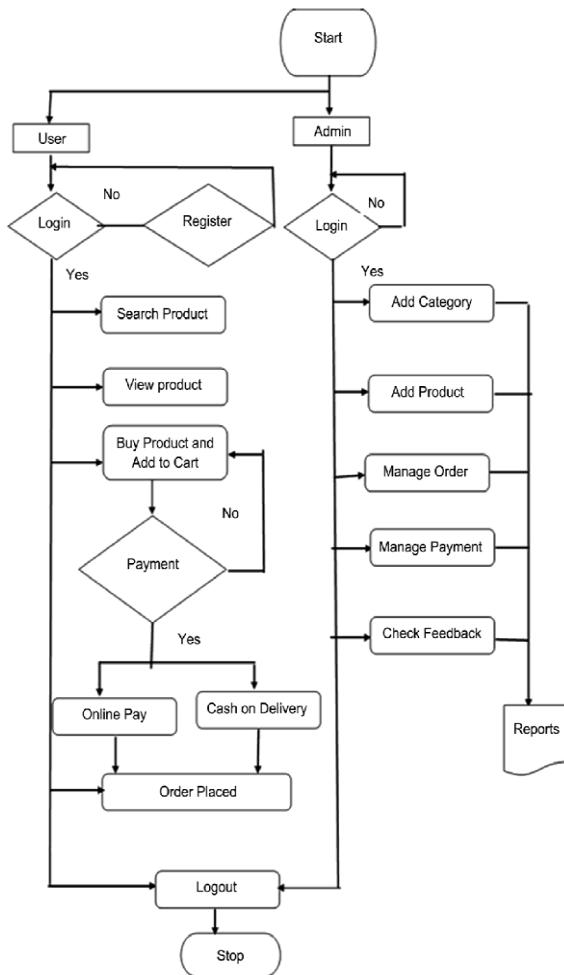 Start
User
Admin
No
No
Login
Register
Login
Yes
Yes
Search Product
Add Category
View product
Add Product
Buy Product and
Add to Cart
Manage Order
No
Payment
Manage Payment
Yes
Check Feedback
Online Pay
Cash on Delivery
Reports
Order Placed
Logout
Stop